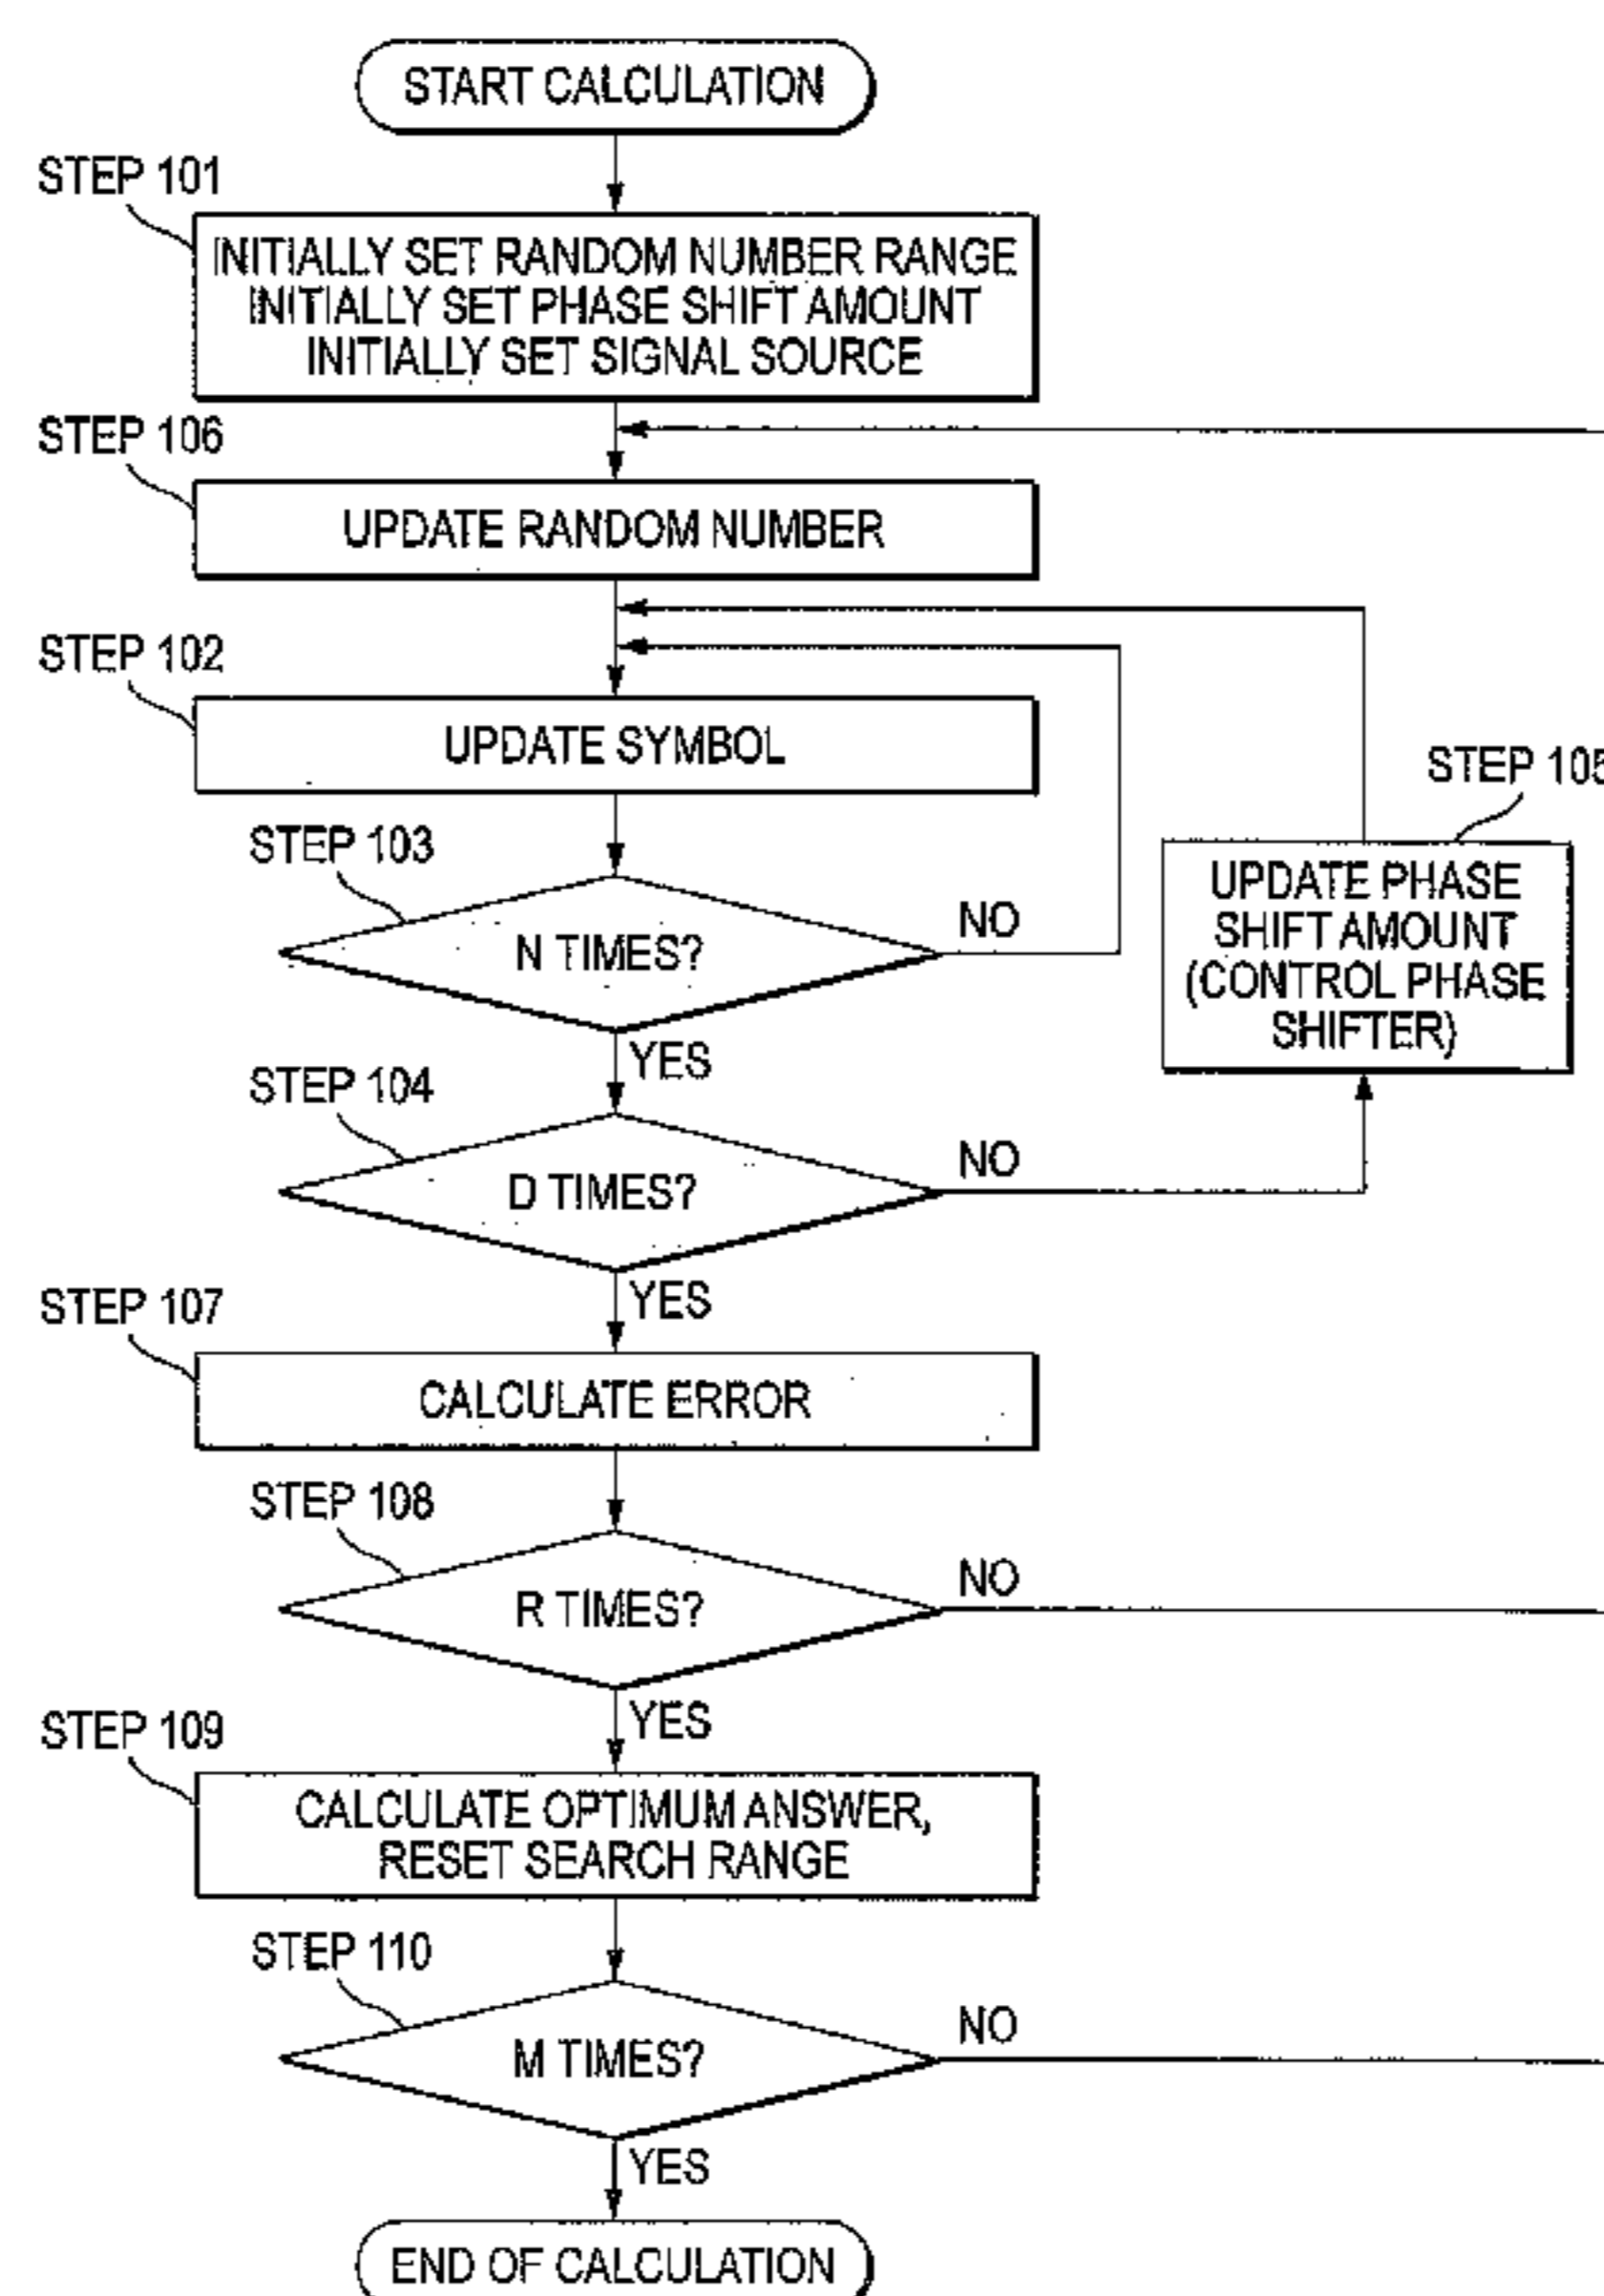 START CALCULATION
STEP 101
INITIALLY SET RANDOM NUMBER RANGE
INITIALLY SET PHASE SHIFT AMOUNT
INITIALLY SET SIGNAL SOURCE
STEP 106
UPDATE RANDOM NUMBER
STEP 102
UPDATE SYMBOL
STEP 105
UPDATE PHASE
SHIFT AMOUNT
(CONTROL PHASE
SHIFTER)
STEP 103
N TIMES?
NO
YES
STEP 104
D TIMES?
NO
YES
STEP 107
CALCULATE ERROR
STEP 108
R TIMES?
NO
YES
STEP 109
CALCULATE OPTIMUM ANSWER,
RESET SEARCH RANGE
STEP 110
M TIMES?
NO
YES
END OF CALCULATION